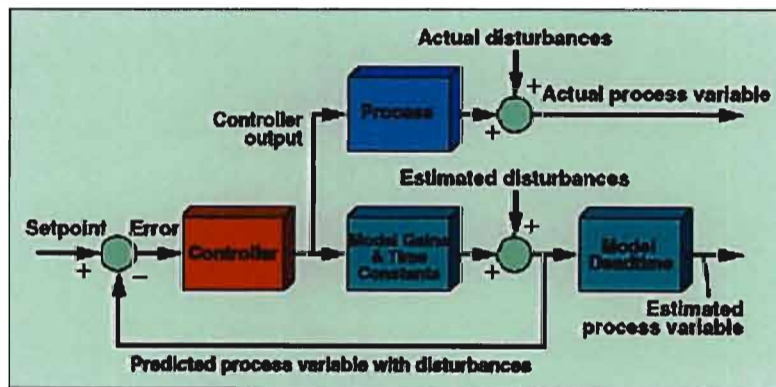 Actual disturbances
+
Actual process variable
Process
+
Controller
output
Estimated disturbances
+
Setpoint
Error
Controller
Model Gains
& Time
Constants
Model
Deadtime
+
+
−
Estimated
process variable
Predicted process variable with disturbances